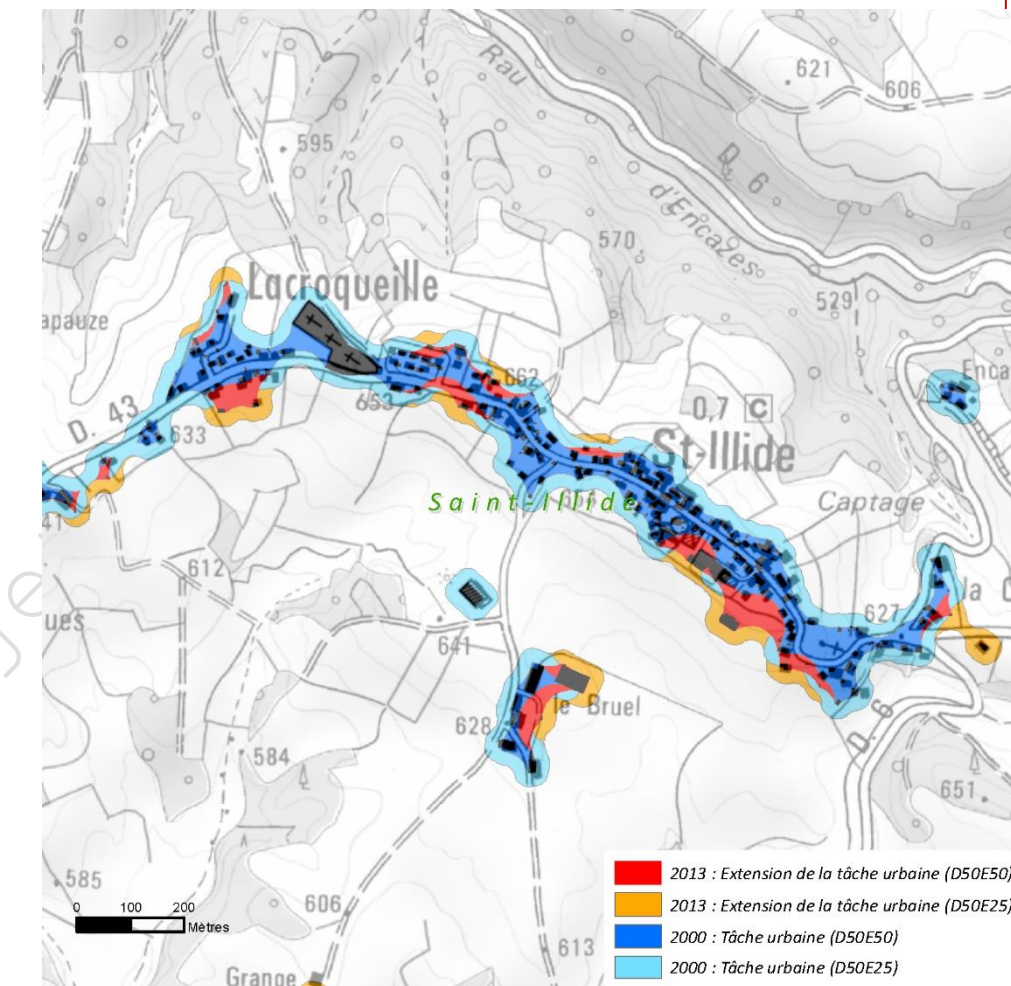 Rau
621
606
D. 6
595
d'Encazes
570
Lacroqueille
529
apauze
662
Enca
653
0,7 C
D. 43
633
St-Illide
Saint-Illide
Captage
41
612
627
la C
ues
641
le Bruel
628
D. 6
584
651
585
0 100 200
Mètres
606
613
Grange
2013 : Extension de la tâche urbaine (D50E50)
2013 : Extension de la tâche urbaine (D50E25)
2000 : Tâche urbaine (D50E50)
2000 : Tâche urbaine (D50E25)